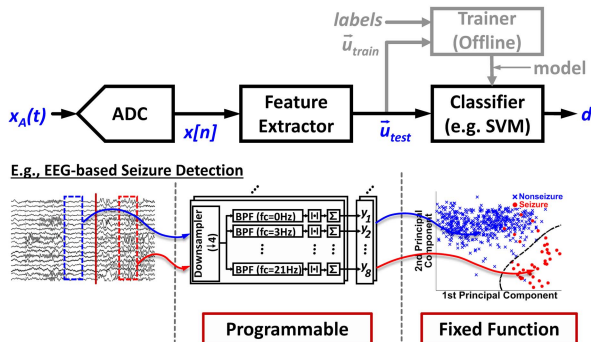 labels
u_train
Trainer
(Offline)
model
x_A(t)
ADC
x[n]
Feature
Extractor
u_test
Classifier
(e.g. SVM)
d
E.g., EEG-based Seizure Detection
Downsampler
(÷4)
BPF (fc=0Hz)
|•|
Σ
y1
BPF (fc=3Hz)
|•|
Σ
y2
BPF (fc=21Hz)
|•|
Σ
y8
Nonseizure
Seizure
2nd Principal
Component
1st Principal Component
Programmable
Fixed Function